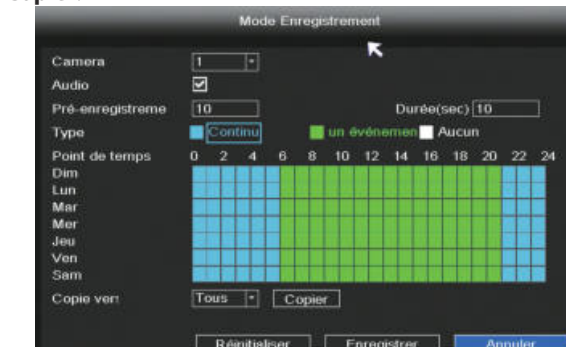 Mode Enregistrement
Camera 1
Audio
Pré-enregistreme 10 Durée(sec) 10
Type Continu un événemen Aucun
Point de temps 0 2 4 6 8 10 12 14 16 18 20 22 24
Dim
Lun
Mar
Mer
Jeu
Ven
Sam
Copie ver: Tous Copier
Réinitialiser Enregistrer Annuler